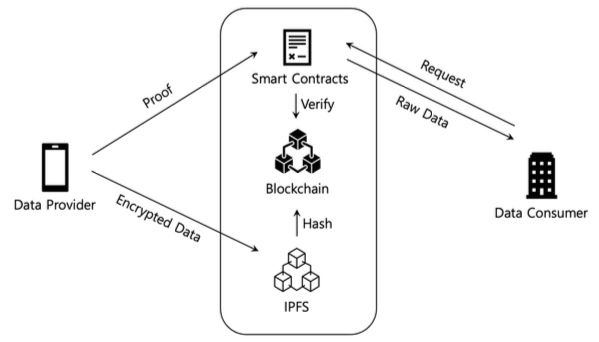 Smart Contracts
Request
Raw Data
Proof
Verify
Blockchain
Data Provider
Data Consumer
Encrypted Data
Hash
IPFS